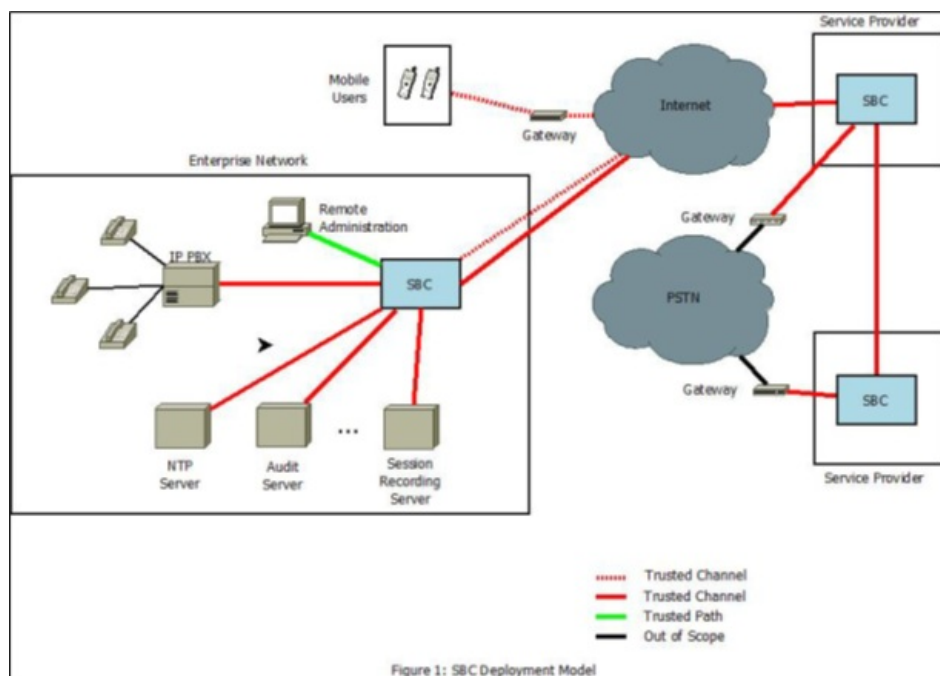 Service Provider
SBC
Mobile
Users
Internet
Gateway
Enterprise Network
Remote
Administration
IP PBX
SBC
Gateway
PSTN
Gateway
SBC
Service Provider
NTP
Server
Audit
Server
...
Session
Recording
Server
Trusted Channel
Trusted Channel
Trusted Path
Out of Scope
Figure 1: SBC Deployment Model